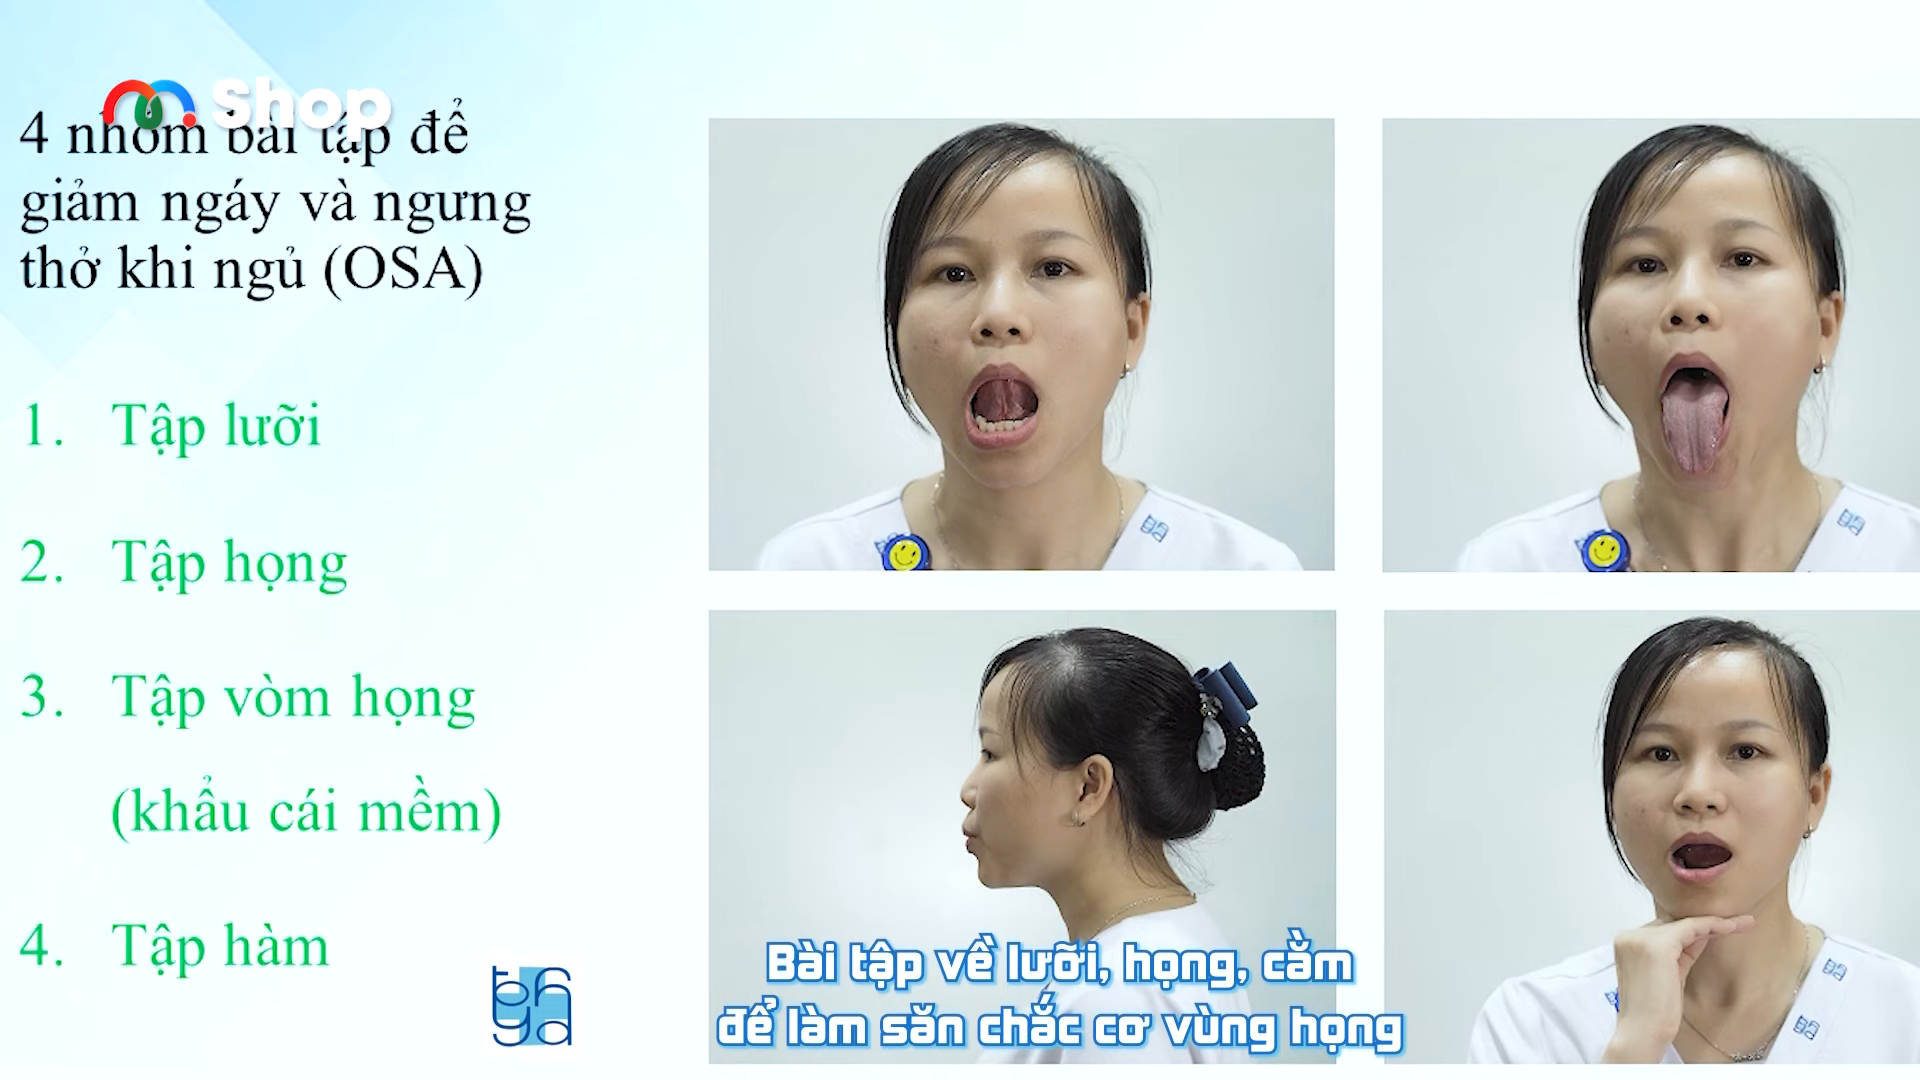 Shop
4 nhóm bài tập để
giảm ngáy và ngưng
thở khi ngủ (OSA)
1. Tập lưỡi
2. Tập họng
3. Tập vòm họng
(khẩu cái mềm)
4. Tập hàm
Bài tập về lưỡi, họng, cằm
để làm săn chắc cơ vùng họng